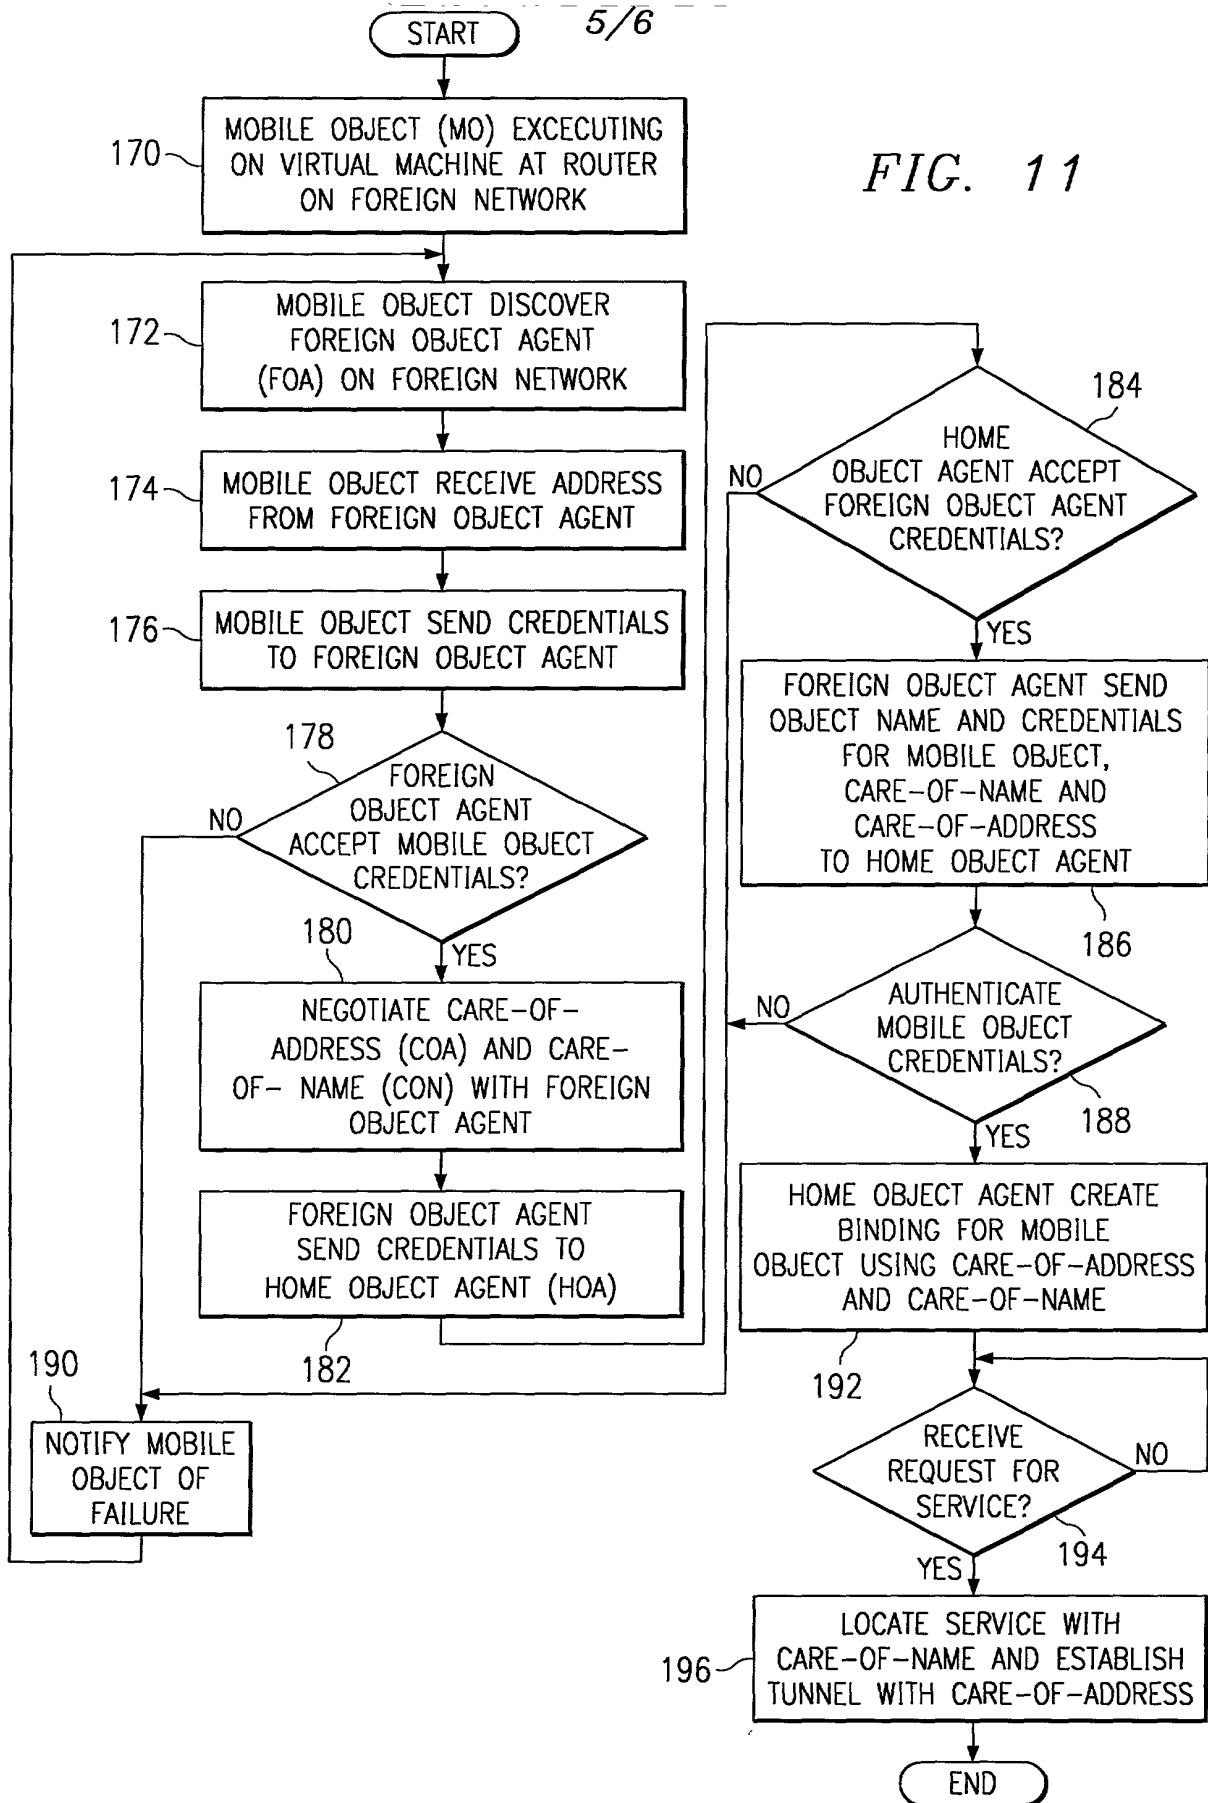 5/6
START
170
MOBILE OBJECT (MO) EXCECUTING
ON VIRTUAL MACHINE AT ROUTER
ON FOREIGN NETWORK
FIG. 11
172
MOBILE OBJECT DISCOVER
FOREIGN OBJECT AGENT
(FOA) ON FOREIGN NETWORK
174
MOBILE OBJECT RECEIVE ADDRESS
FROM FOREIGN OBJECT AGENT
176
MOBILE OBJECT SEND CREDENTIALS
TO FOREIGN OBJECT AGENT
178
FOREIGN
OBJECT AGENT
ACCEPT MOBILE OBJECT
CREDENTIALS?
NO
YES
180
NEGOTIATE CARE-OF-
ADDRESS (COA) AND CARE-
OF- NAME (CON) WITH FOREIGN
OBJECT AGENT
FOREIGN OBJECT AGENT
SEND CREDENTIALS TO
HOME OBJECT AGENT (HOA)
182
190
NOTIFY MOBILE
OBJECT OF
FAILURE
184
HOME
OBJECT AGENT ACCEPT
FOREIGN OBJECT AGENT
CREDENTIALS?
NO
YES
FOREIGN OBJECT AGENT SEND
OBJECT NAME AND CREDENTIALS
FOR MOBILE OBJECT,
CARE-OF-NAME AND
CARE-OF-ADDRESS
TO HOME OBJECT AGENT
186
AUTHENTICATE
MOBILE OBJECT
CREDENTIALS?
NO
188
YES
HOME OBJECT AGENT CREATE
BINDING FOR MOBILE
OBJECT USING CARE-OF-ADDRESS
AND CARE-OF-NAME
192
RECEIVE
REQUEST FOR
SERVICE?
NO
194
YES
196
LOCATE SERVICE WITH
CARE-OF-NAME AND ESTABLISH
TUNNEL WITH CARE-OF-ADDRESS
END